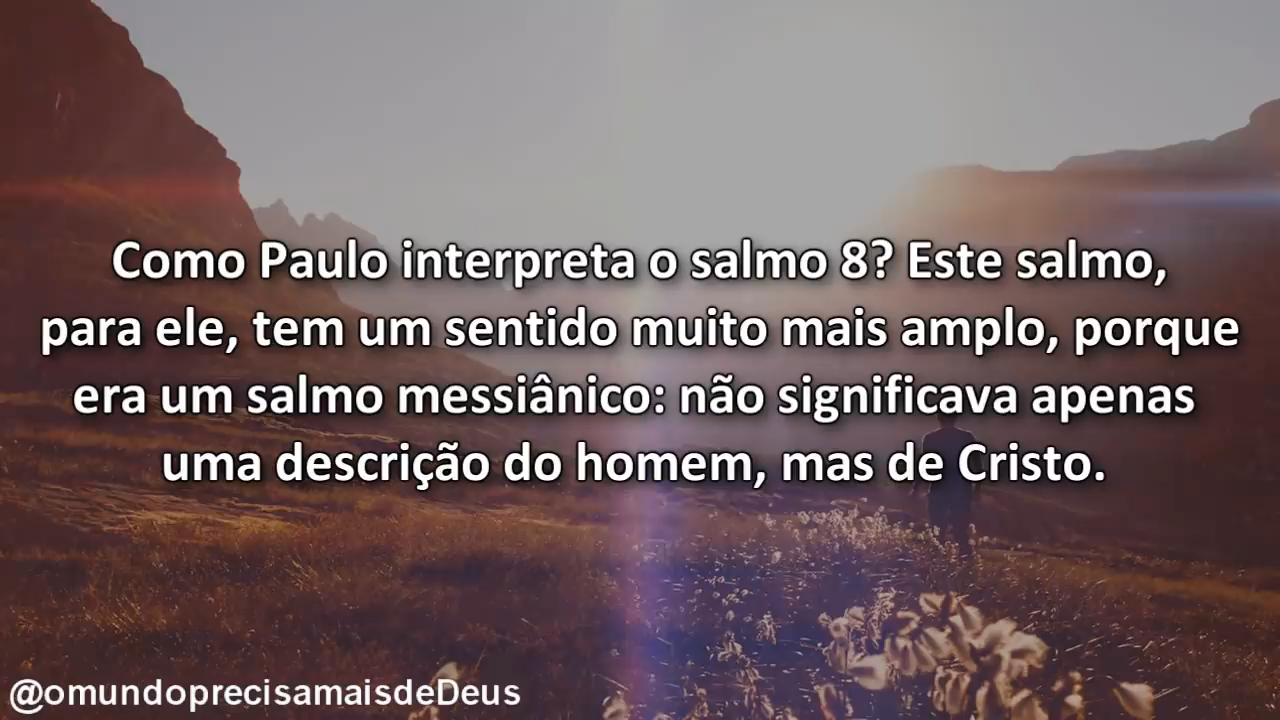 Como Paulo interpreta o salmo 8? Este salmo,
para ele, tem um sentido muito mais amplo, porque
era um salmo messiânico: não significava apenas
uma descrição do homem, mas de Cristo.
@omundoprecisamaisdeDeus